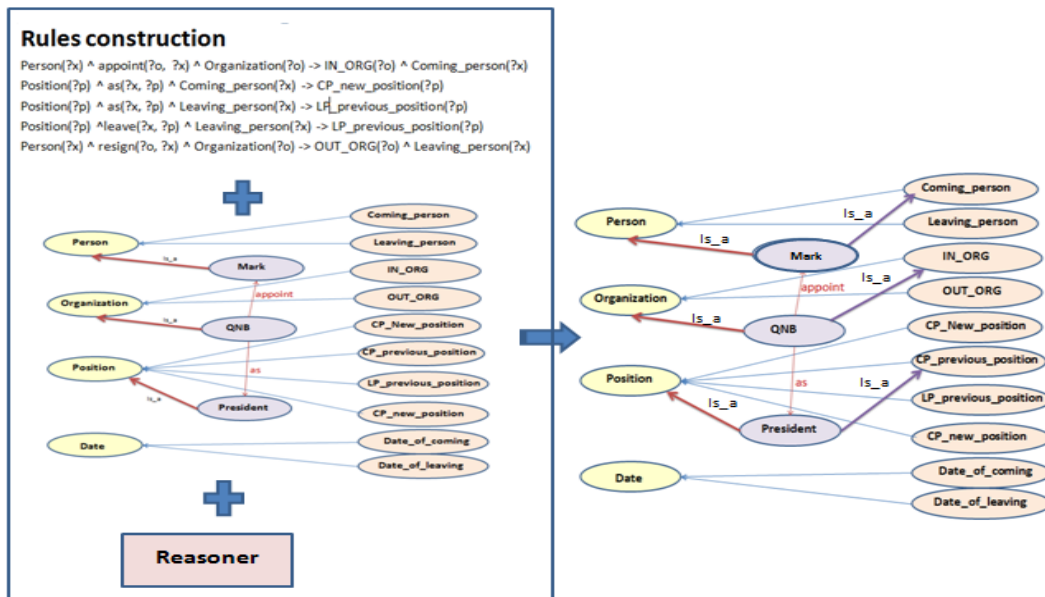 Rules construction
Person(?x) ^ appoint(?o, ?x) ^ Organization(?o) -> IN_ORG(?o) ^ Coming_person(?x)
Position(?p) ^ as(?x, ?p) ^ Coming_person(?x) -> CP_new_position(?p)
Position(?p) ^ as(?x, ?p) ^ Leaving_person(?x) -> LP_previous_position(?p)
Position(?p) ^leave(?x, ?p) ^ Leaving_person(?x) -> LP_previous_position(?p)
Person(?x) ^ resign(?o, ?x) ^ Organization(?o) -> OUT_ORG(?o) ^ Leaving_person(?x)
Coming_person
Person
Leaving_person
Is_a
Mark
IN_ORG
appoint
Organization
OUT_ORG
Is_a
QNB
CP_New_position
CP_previous_position
Position
as
LP_previous_position
Is_a
President
CP_new_position
Date
Date_of_coming
Date_of_leaving
Reasoner
Coming_person
Is_a
Person
Leaving_person
Is_a
Mark
IN_ORG
Is_a
appoint
Organization
OUT_ORG
Is_a
QNB
CP_New_position
CP_previous_position
Position
as
Is_a
LP_previous_position
Is_a
President
CP_new_position
Date
Date_of_coming
Date_of_leaving